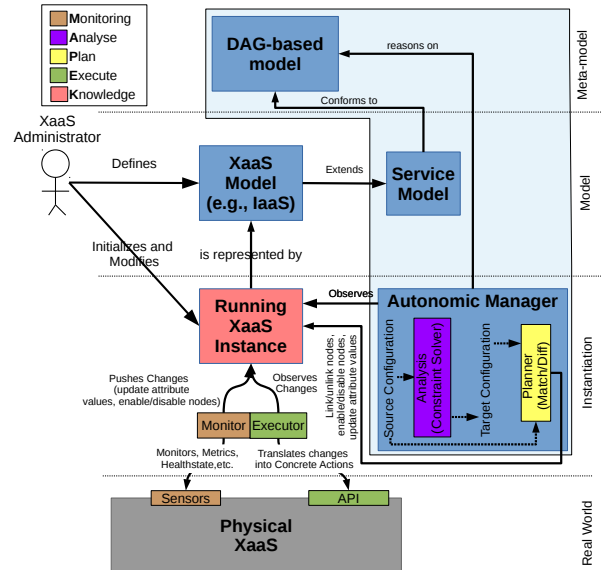 Monitoring
Analyse
Plan
Execute
Knowledge
DAG-based
model
reasons on
Meta-model
Conforms to
XaaS
Administrator
Defines
XaaS
Model
(e.g., IaaS)
Extends
Service
Model
Model
Initializes and
Modifies
is represented by
Running
XaaS
Instance
Observes
Autonomic Manager
Source Configuration
Analysis
(Constraint Solver)
Target Configuration
Planner
(Match/Diff)
Link/unlink nodes,
enable/disable nodes,
update attribute values
Instantiation
Pushes Changes
(update attribute
values, enable/disable nodes)
Observes
Changes
Monitor
Executor
Monitors, Metrics,
Healthstate,etc.
Translates changes
into Concrete Actions
Sensors
API
Physical
XaaS
Real World